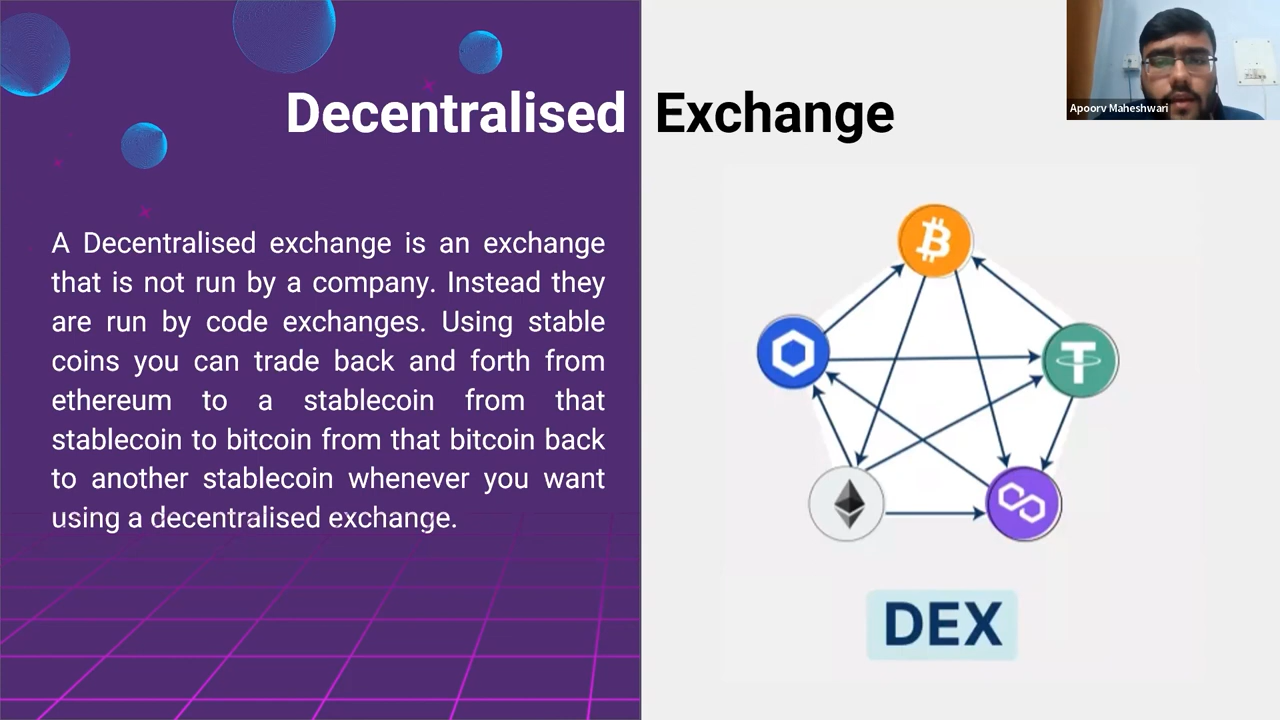 Decentralised Exchange
Apoorv Maheshwari
A Decentralised exchange is an exchange
that is not run by a company. Instead they
are run by code exchanges. Using stable
coins you can trade back and forth from
ethereum to a stablecoin from that
stablecoin to bitcoin from that bitcoin back
to another stablecoin whenever you want
using a decentralised exchange.
DEX